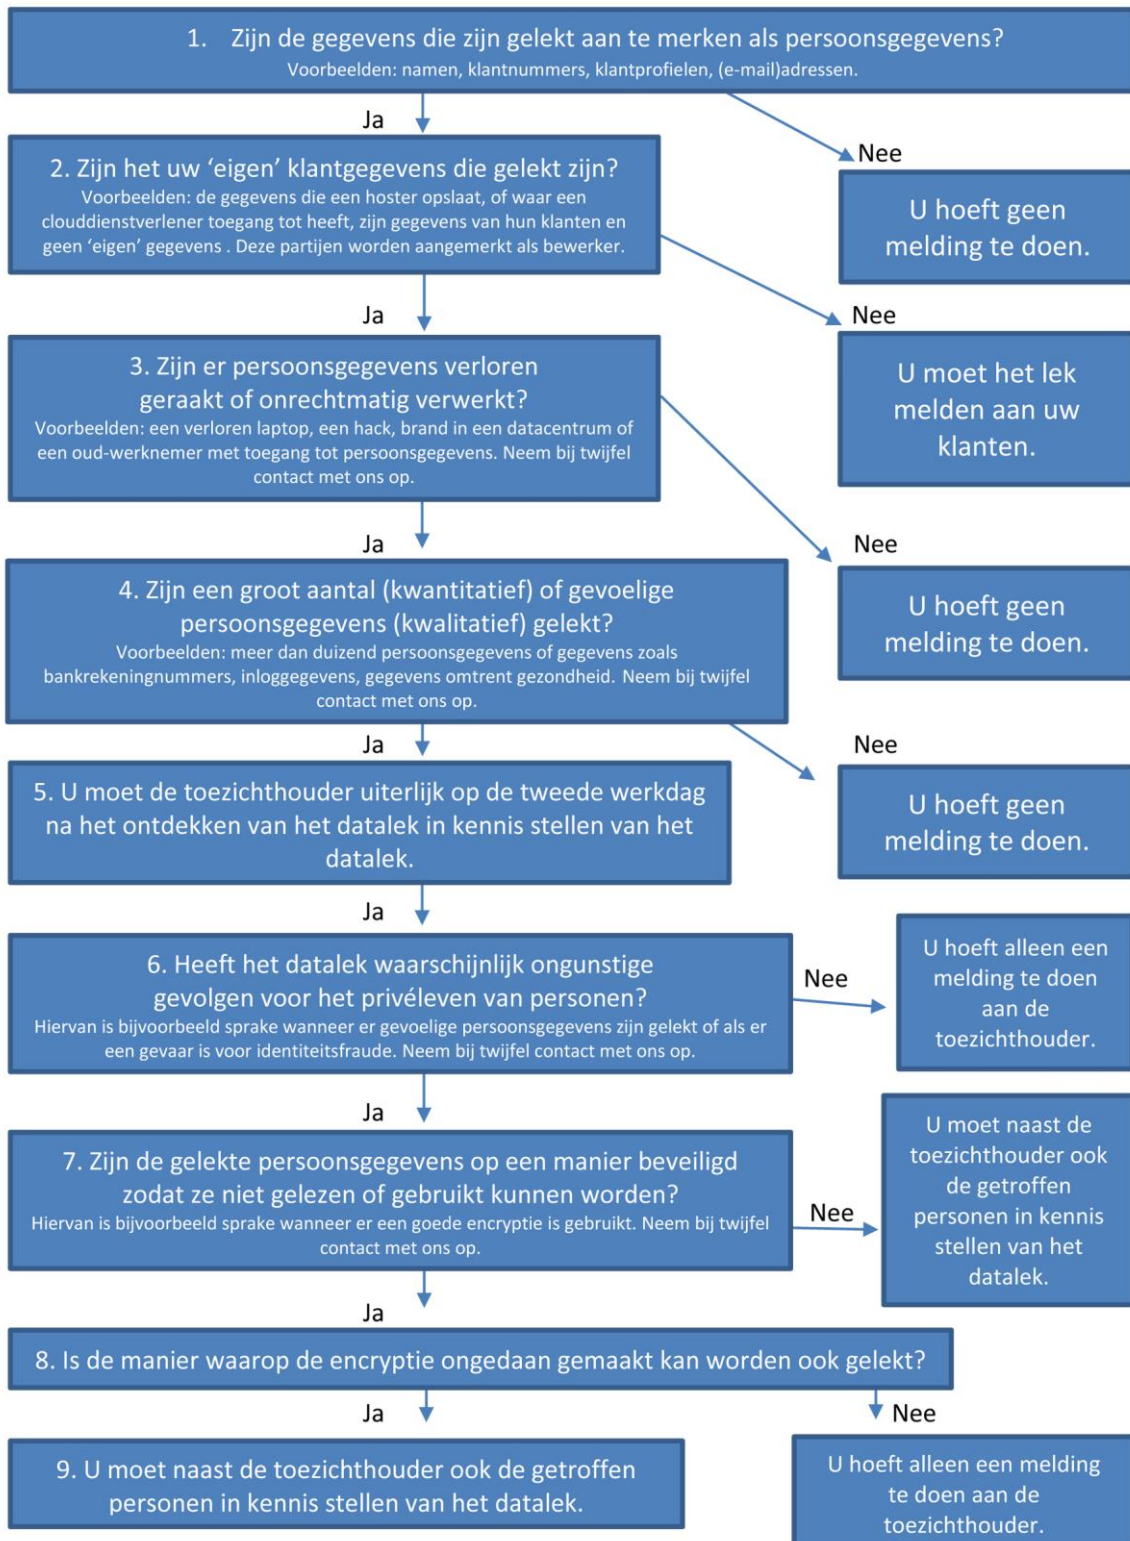 1. Zijn de gegevens die zijn gelekt aan te merken als persoonsgegevens?
Voorbeelden: namen, klantnummers, klantprofielen, (e-mail)adressen.
Ja
Nee
2. Zijn het uw ‘eigen’ klantgegevens die gelekt zijn?
Voorbeelden: de gegevens die een hoster opslaat, of waar een
clouddienstverlener toegang tot heeft, zijn gegevens van hun klanten en
geen ‘eigen’ gegevens . Deze partijen worden aangemerkt als bewerker.
U hoeft geen
melding te doen.
Ja
Nee
3. Zijn er persoonsgegevens verloren
geraakt of onrechtmatig verwerkt?
Voorbeelden: een verloren laptop, een hack, brand in een datacentrum of
een oud-werknemer met toegang tot persoonsgegevens. Neem bij twijfel
contact met ons op.
U moet het lek
melden aan uw
klanten.
Ja
Nee
4. Zijn een groot aantal (kwantitatief) of gevoelige
persoonsgegevens (kwalitatief) gelekt?
Voorbeelden: meer dan duizend persoonsgegevens of gegevens zoals
bankrekeningnummers, inloggegevens, gegevens omtrent gezondheid. Neem bij twijfel
contact met ons op.
U hoeft geen
melding te doen.
Ja
Nee
5. U moet de toezichthouder uiterlijk op de tweede werkdag
na het ontdekken van het datalek in kennis stellen van het
datalek.
U hoeft geen
melding te doen.
Ja
6. Heeft het datalek waarschijnlijk ongunstige
gevolgen voor het privéleven van personen?
Hiervan is bijvoorbeeld sprake wanneer er gevoelige persoonsgegevens zijn gelekt of als er
een gevaar is voor identiteitsfraude. Neem bij twijfel contact met ons op.
Nee
U hoeft alleen een
melding te doen
aan de
toezichthouder.
Ja
7. Zijn de gelekte persoonsgegevens op een manier beveiligd
zodat ze niet gelezen of gebruikt kunnen worden?
Hiervan is bijvoorbeeld sprake wanneer er een goede encryptie is gebruikt. Neem bij twijfel
contact met ons op.
Nee
U moet naast de
toezichthouder ook
de getroffen
personen in kennis
stellen van het
datalek.
Ja
8. Is de manier waarop de encryptie ongedaan gemaakt kan worden ook gelekt?
Ja
Nee
9. U moet naast de toezichthouder ook de getroffen
personen in kennis stellen van het datalek.
U hoeft alleen een melding
te doen aan de
toezichthouder.